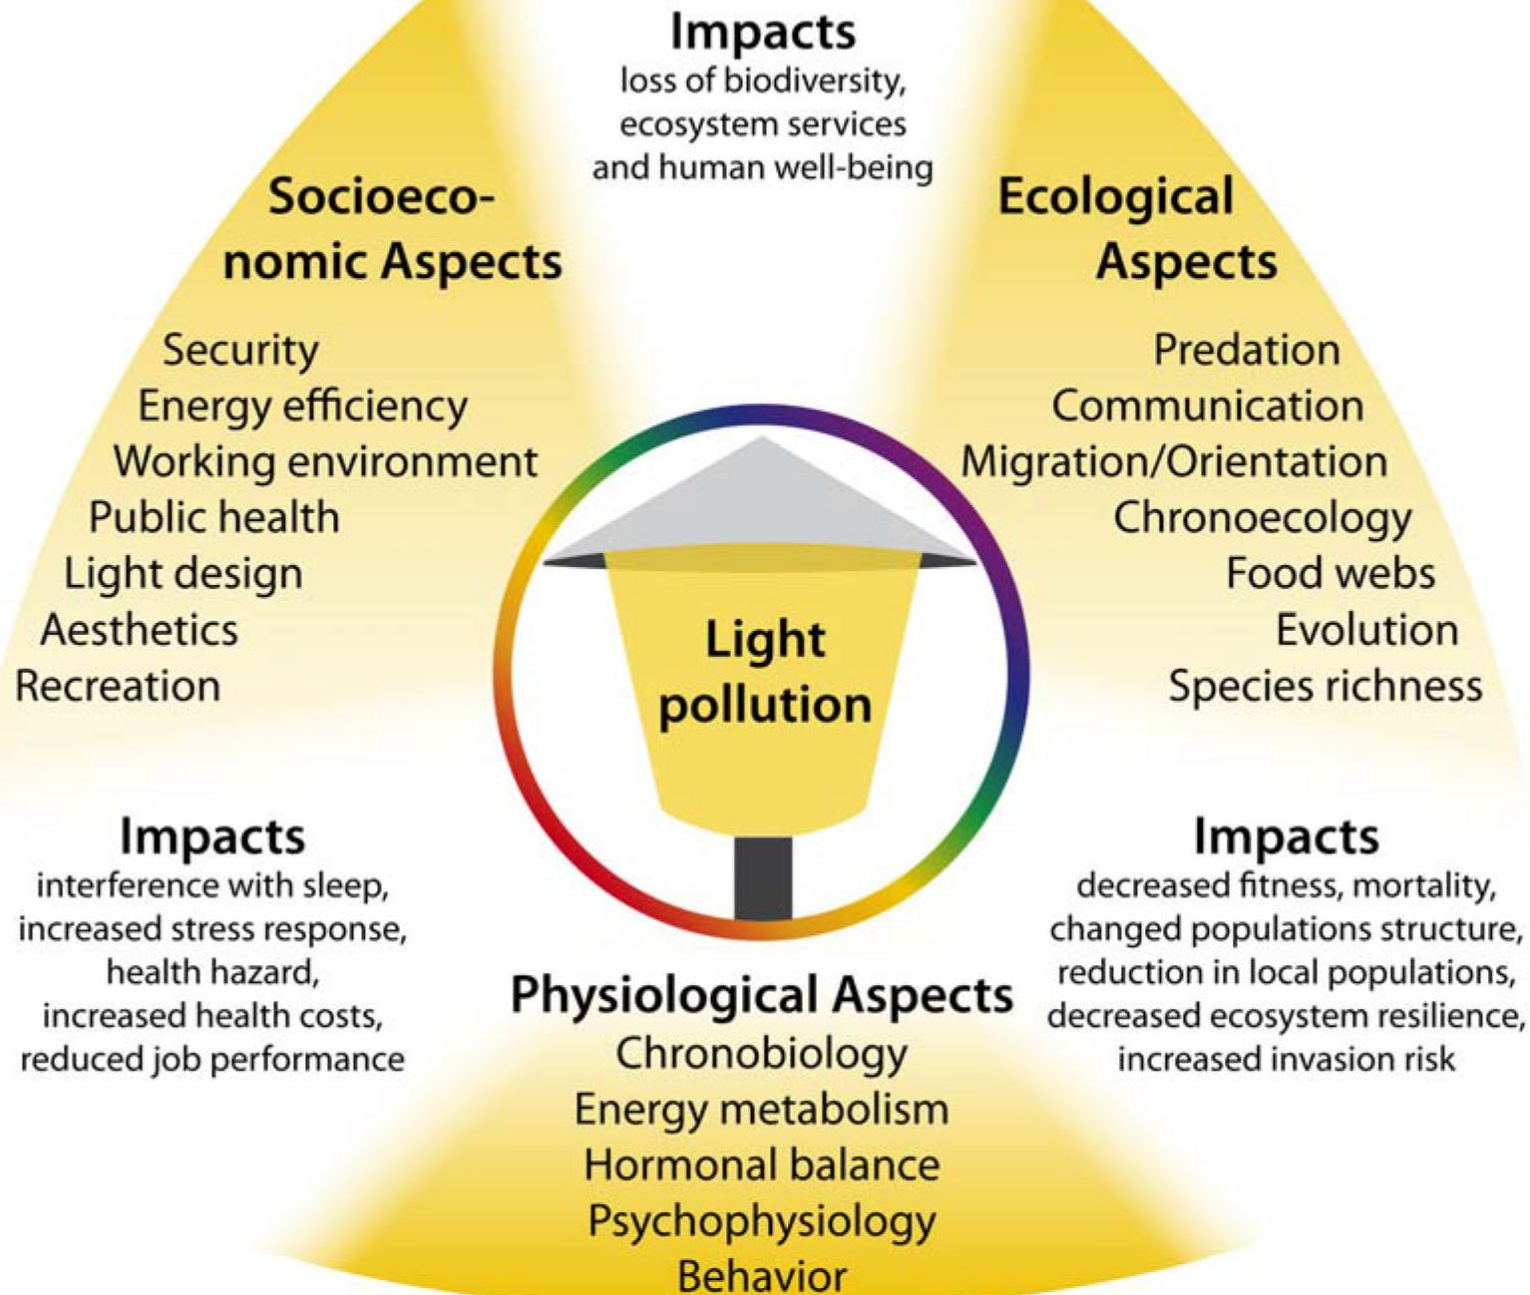 Impacts
loss of biodiversity,
ecosystem services
and human well-being
Socioeco-
nomic Aspects
Security
Energy efficiency
Working environment
Public health
Light design
Aesthetics
Recreation
Ecological
Aspects
Predation
Communication
Migration/Orientation
Chronoecology
Food webs
Evolution
Species richness
Light
pollution
Impacts
interference with sleep,
increased stress response,
health hazard,
increased health costs,
reduced job performance
Physiological Aspects
Chronobiology
Energy metabolism
Hormonal balance
Psychophysiology
Behavior
Impacts
decreased fitness, mortality,
changed populations structure,
reduction in local populations,
decreased ecosystem resilience,
increased invasion risk